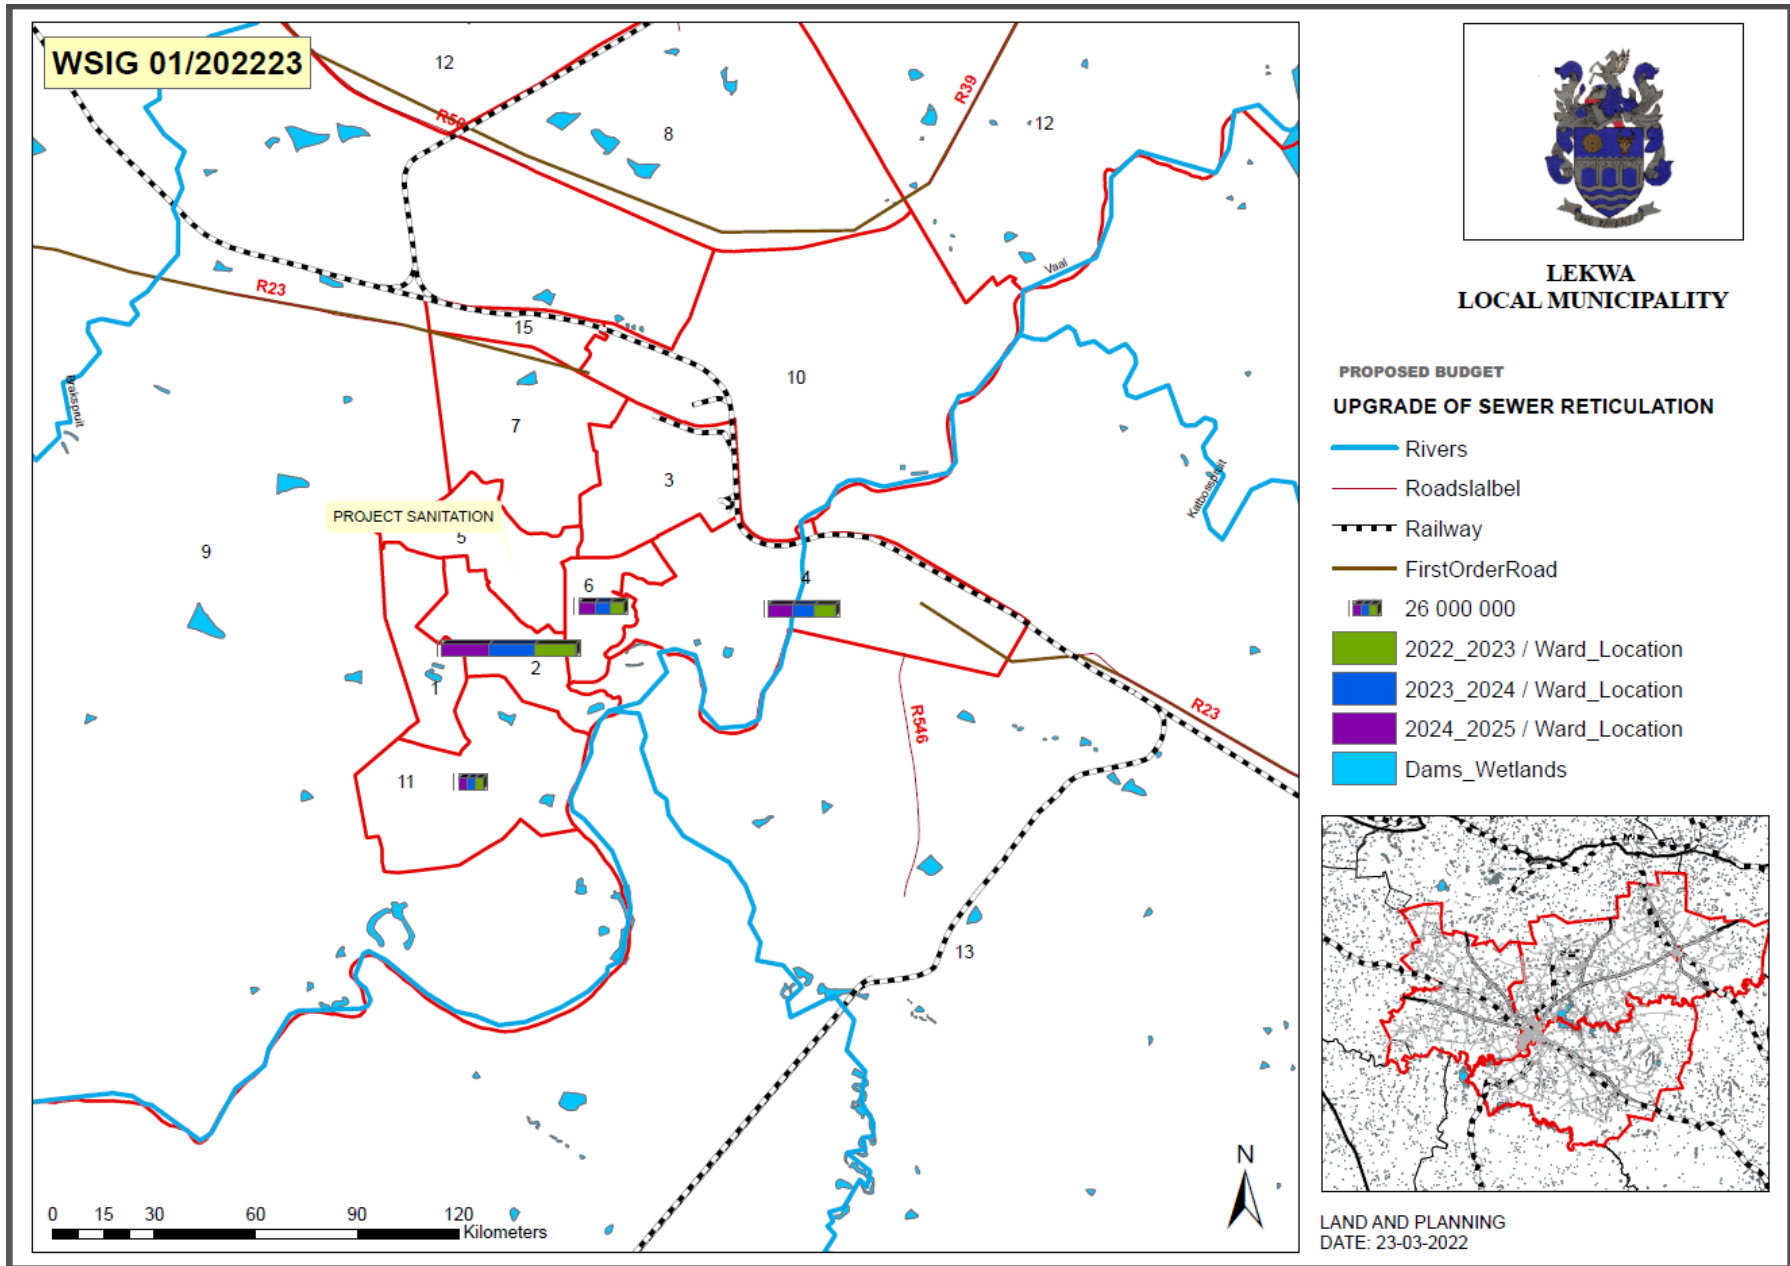 WSIG 01/202223
12
8
R50
R39
12
Vaal
R23
15
10
Brakspruit
7
3
Katbosspruit
PROJECT SANITATION
5
9
6
4
2
1
R546
R23
11
13
N
0 15 30 60 90 120
Kilometers
LEKWA
LOCAL MUNICIPALITY
PROPOSED BUDGET
UPGRADE OF SEWER RETICULATION
Rivers
Roadslalbel
Railway
FirstOrderRoad
26 000 000
2022_2023 / Ward_Location
2023_2024 / Ward_Location
2024_2025 / Ward_Location
Dams_Wetlands
LAND AND PLANNING
DATE: 23-03-2022